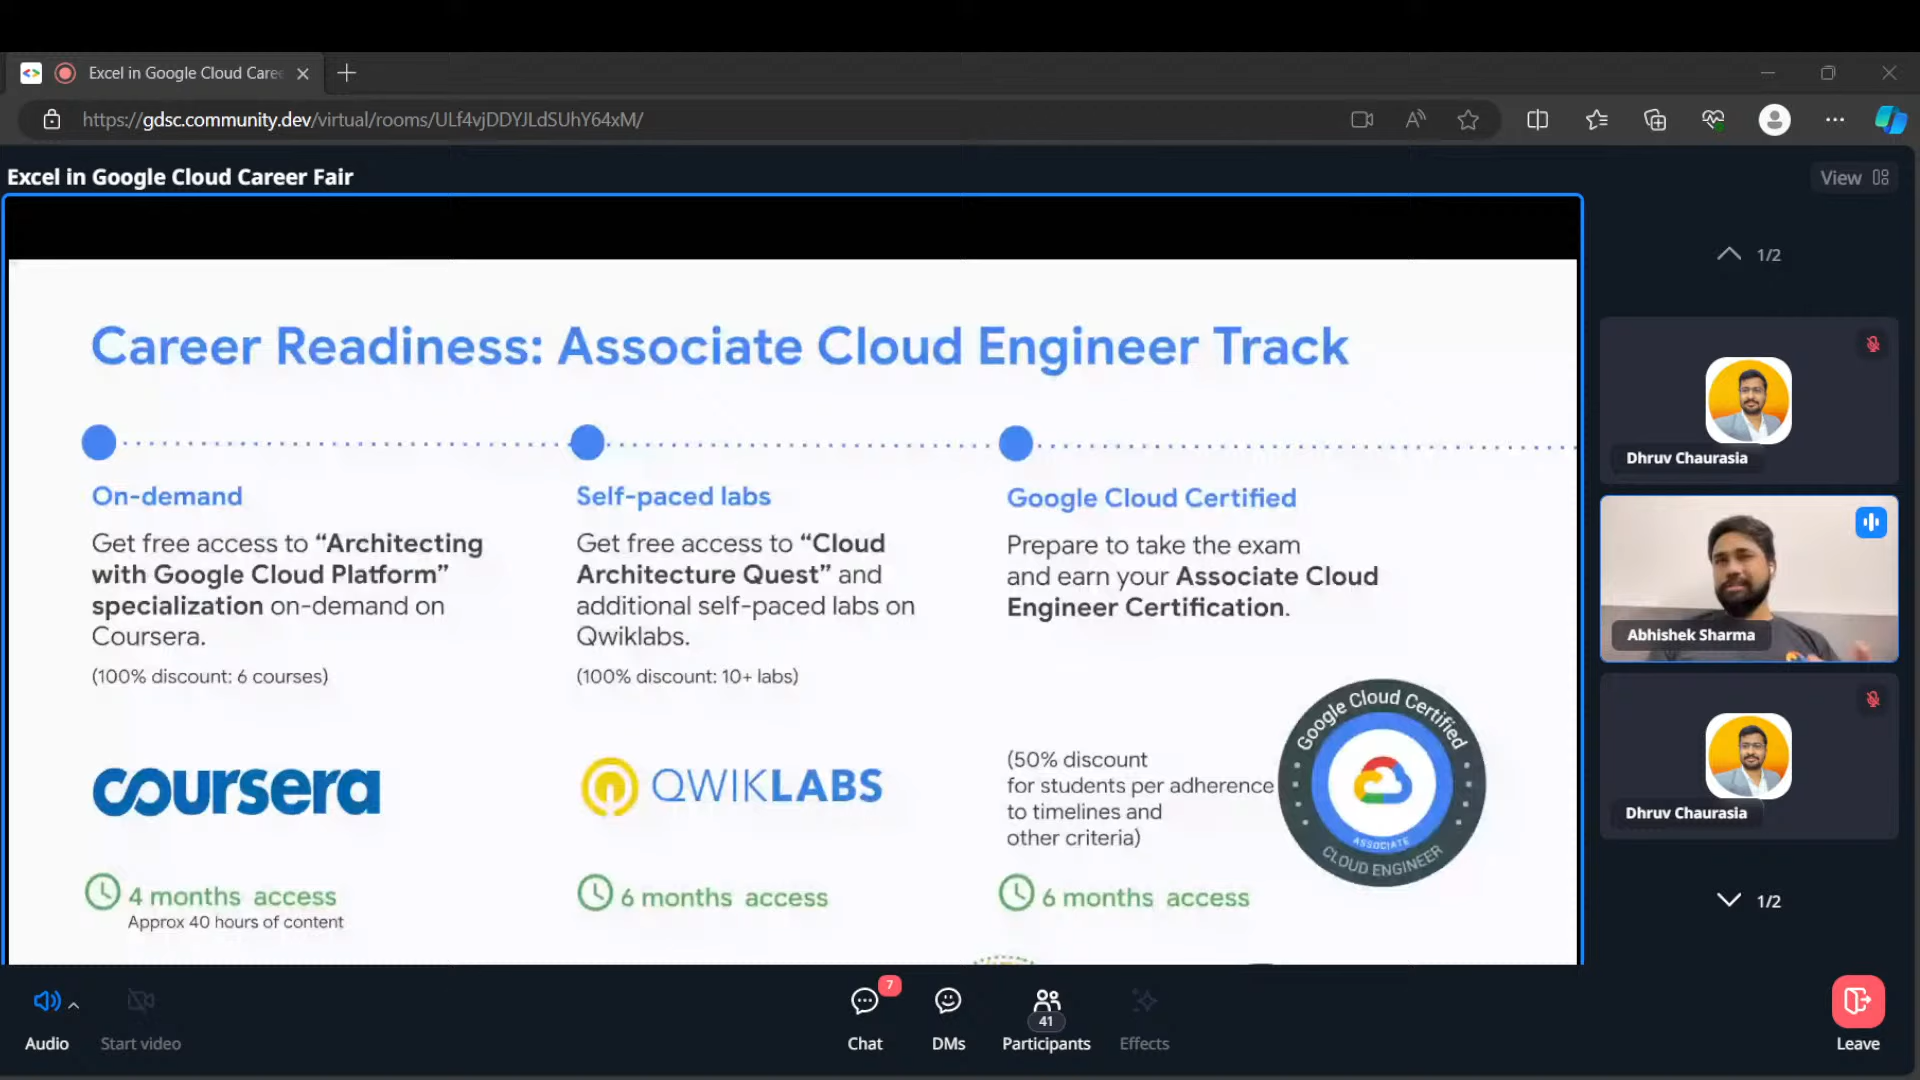 Excel in Google Cloud Caree
https://gdsc.community.dev/virtual/rooms/ULf4vjDDYJLdSUhY64xM/
Excel in Google Cloud Career Fair
View
1/2
Career Readiness: Associate Cloud Engineer Track
On-demand
Get free access to “Architecting
with Google Cloud Platform”
specialization on-demand on
Coursera.
(100% discount: 6 courses)
coursera
4 months access
Approx 40 hours of content
Self-paced labs
Get free access to “Cloud
Architecture Quest” and
additional self-paced labs on
Qwiklabs.
(100% discount: 10+ labs)
QWIKLABS
6 months access
Google Cloud Certified
Prepare to take the exam
and earn your Associate Cloud
Engineer Certification.
(50% discount
for students per adherence
to timelines and
other criteria)
Google Cloud Certified
ASSOCIATE
CLOUD ENGINEER
6 months access
Dhruv Chaurasia
Abhishek Sharma
Dhruv Chaurasia
1/2
Audio
Start video
7
Chat
DMs
41
Participants
Effects
Leave